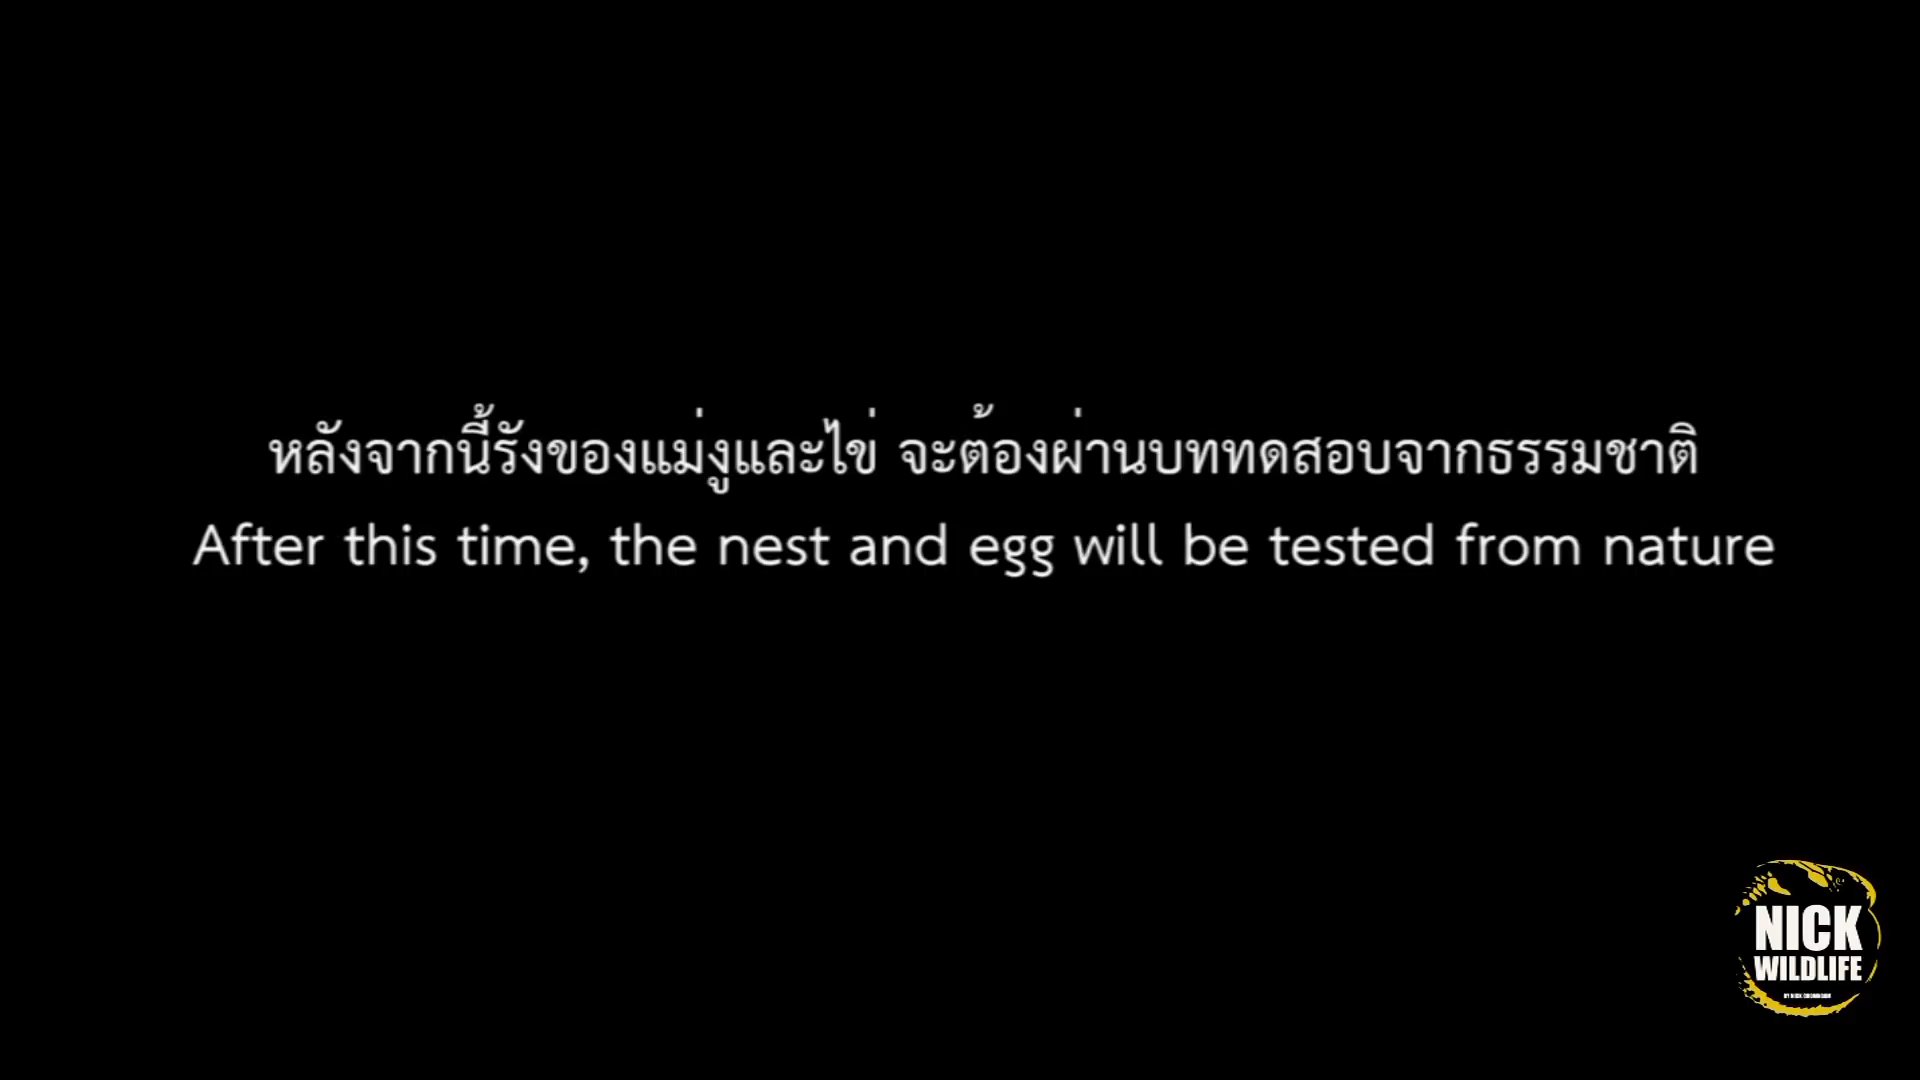 หลังจากนี้รังของแม่งูและไข่ จะต้องผ่านบททดสอบจากธรรมชาติ
After this time, the nest and egg will be tested from nature
NICK
WILDLIFE